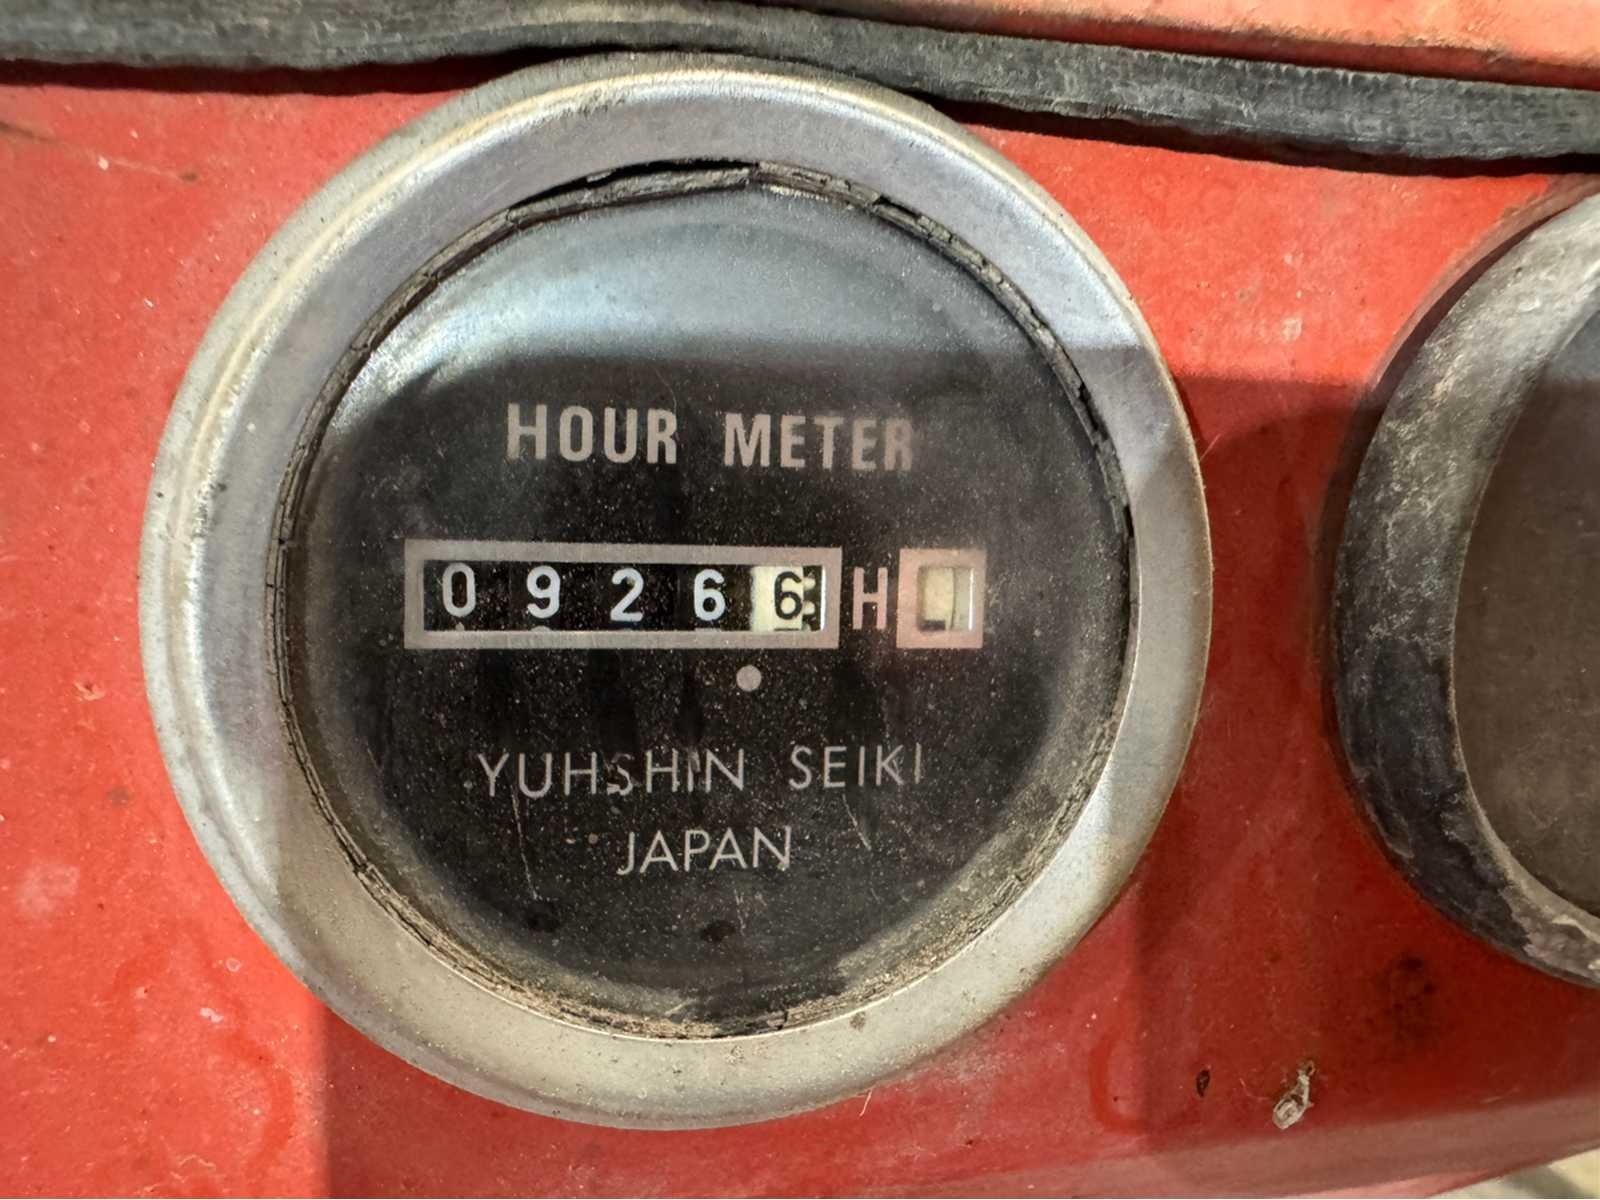 HOUR METER
09266 H
YUHSHIN SEIKI
JAPAN